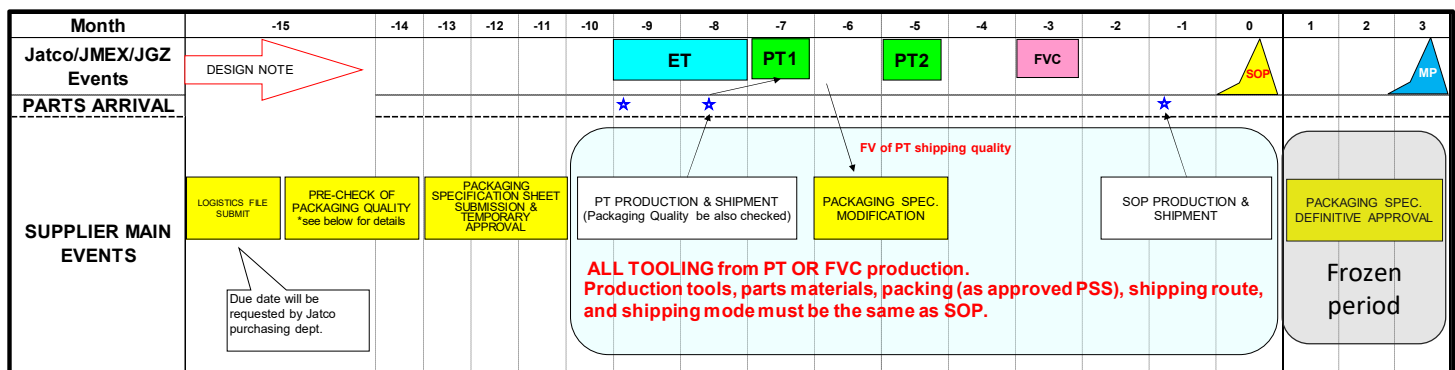 Month -15 -14 -13 -12 -11 -10 -9 -8 -7 -6 -5 -4 -3 -2 -1 0 1 2 3
Jatco/JMEX/JGZ
Events
DESIGN NOTE
ET
PT1
PT2
FVC
SOP
MP
PARTS ARRIVAL
FV of PT shipping quality
SUPPLIER MAIN
EVENTS
LOGISTICS FILE
SUBMIT
PRE-CHECK OF
PACKAGING QUALITY
*see below for details
PACKAGING
SPECIFICATION SHEET
SUBMISSION &
TEMPORARY
APPROVAL
PT PRODUCTION & SHIPMENT
(Packaging Quality be also checked)
PACKAGING SPEC.
MODIFICATION
SOP PRODUCTION &
SHIPMENT
PACKAGING SPEC.
DEFINITIVE APPROVAL
Due date will be
requested by Jatco
purchasing dept.
ALL TOOLING from PT OR FVC production.
Production tools, parts materials, packing (as approved PSS), shipping route,
and shipping mode must be the same as SOP.
Frozen
period